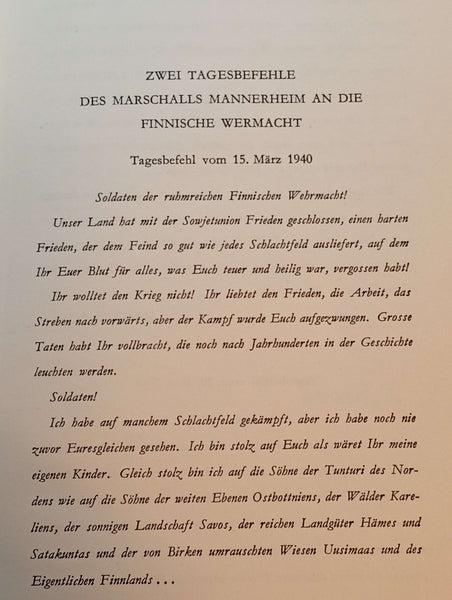 ZWEI TAGESBEFEHLE
DES MARSCHALLS MANNERHEIM AN DIE
FINNISCHE WERMACHT
Tagesbefehl vom 15. März 1940
Soldaten der ruhmreichen Finnischen Wehrmacht!
Unser Land hat mit der Sowjetunion Frieden geschlossen, einen harten
Frieden, der dem Feind so gut wie jedes Schlachtfeld ausliefert, auf dem
Ihr Euer Blut für alles, was Euch teuer und heilig war, vergossen habt!
Ihr wolltet den Krieg nicht! Ihr liebtet den Frieden, die Arbeit, das
Streben nach vorwärts, aber der Kampf wurde Euch aufgezwungen. Grosse
Taten habt Ihr vollbracht, die noch nach Jahrhunderten in der Geschichte
leuchten werden.
Soldaten!
Ich habe auf manchem Schlachtfeld gekämpft, aber ich habe noch nie
zuvor Euresgleichen gesehen. Ich bin stolz auf Euch als wäret Ihr meine
eigenen Kinder. Gleich stolz bin ich auf die Söhne der Tunturi des Nor-
dens wie auf die Söhne der weiten Ebenen Ostbottniens, der Wälder Kare-
liens, der sonnigen Landschaft Savos, der reichen Landgüter Hämes und
Satakuntas und der von Birken umrauschten Wiesen Uusimaas und des
Eigentlichen Finnlands . . .